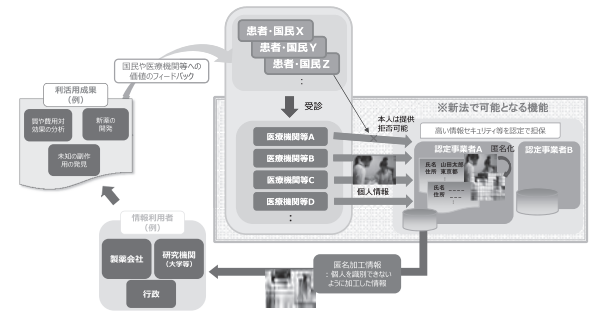 患者・国民X
患者・国民Y
患者・国民Z
:
国民や医療機関等への
価値のフィードバック
利活用成果
(例)
新薬の
開発
対効果の分析
未知の副作
用の発見
受診
※新法で可能となる機能
本人は提供
拒否可能
高い情報セキュリティ等を認定で担保
医療機関等A
医療機関等B
医療機関等C
医療機関等D
:
個人情報
認定事業者A
匿名化
認定事業者B
氏名 山田太郎
住所 東京都
氏名 ----
住所 ----
情報利用者
(例)
製薬会社
研究機関
(大学等)
行政
匿名加工情報
:個人を識別できない
ように加工した情報